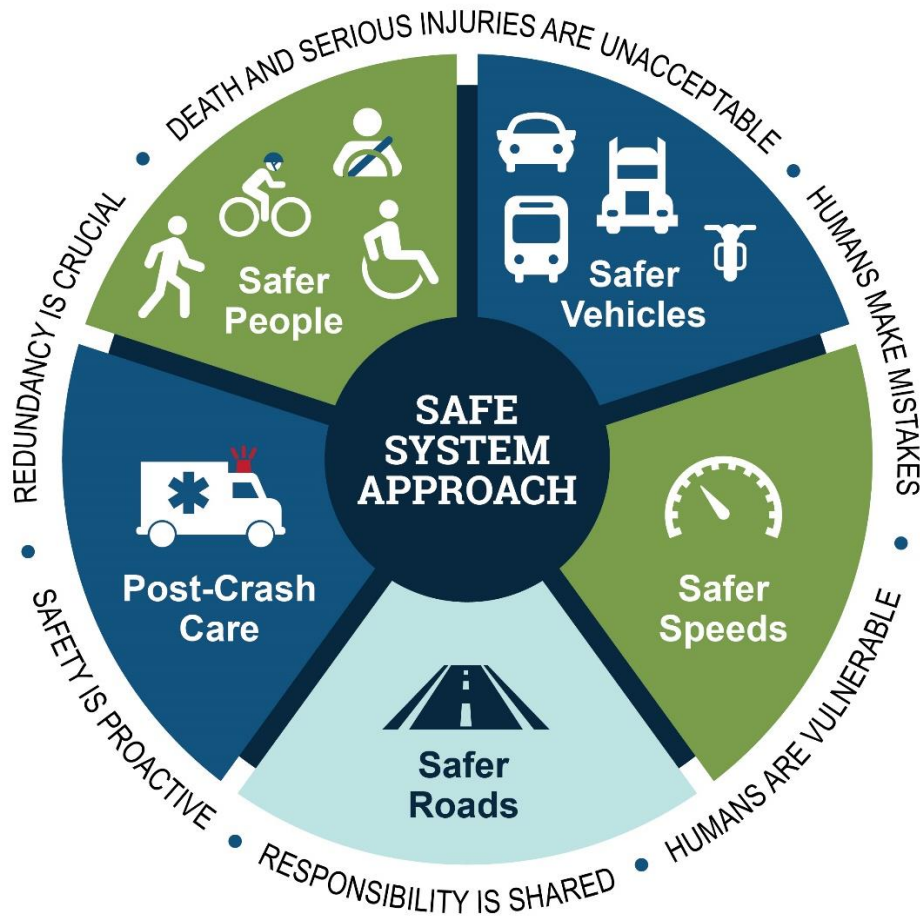 DEATH AND SERIOUS INJURIES ARE UNACCEPTABLE
HUMANS MAKE MISTAKES
HUMANS ARE VULNERABLE
RESPONSIBILITY IS SHARED
SAFETY IS PROACTIVE
REDUNDANCY IS CRUCIAL
Safer
People
Safer
Vehicles
SAFE
SYSTEM
APPROACH
Post-Crash
Care
Safer
Speeds
Safer
Roads